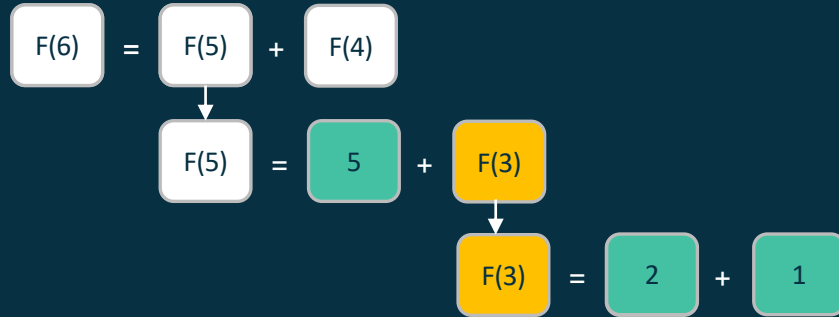 F(6) = F(5) + F(4)
F(5) = 5 + F(3)
F(3) = 2 + 1